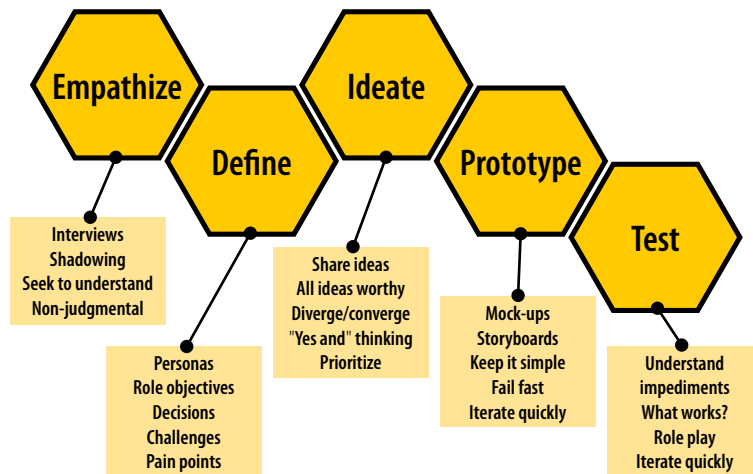 Empathize
Interviews
Shadowing
Seek to understand
Non-judgmental
Define
Personas
Role objectives
Decisions
Challenges
Pain points
Ideate
Share ideas
All ideas worthy
Diverge/converge
"Yes and" thinking
Prioritize
Prototype
Mock-ups
Storyboards
Keep it simple
Fail fast
Iterate quickly
Test
Understand
impediments
What works?
Role play
Iterate quickly